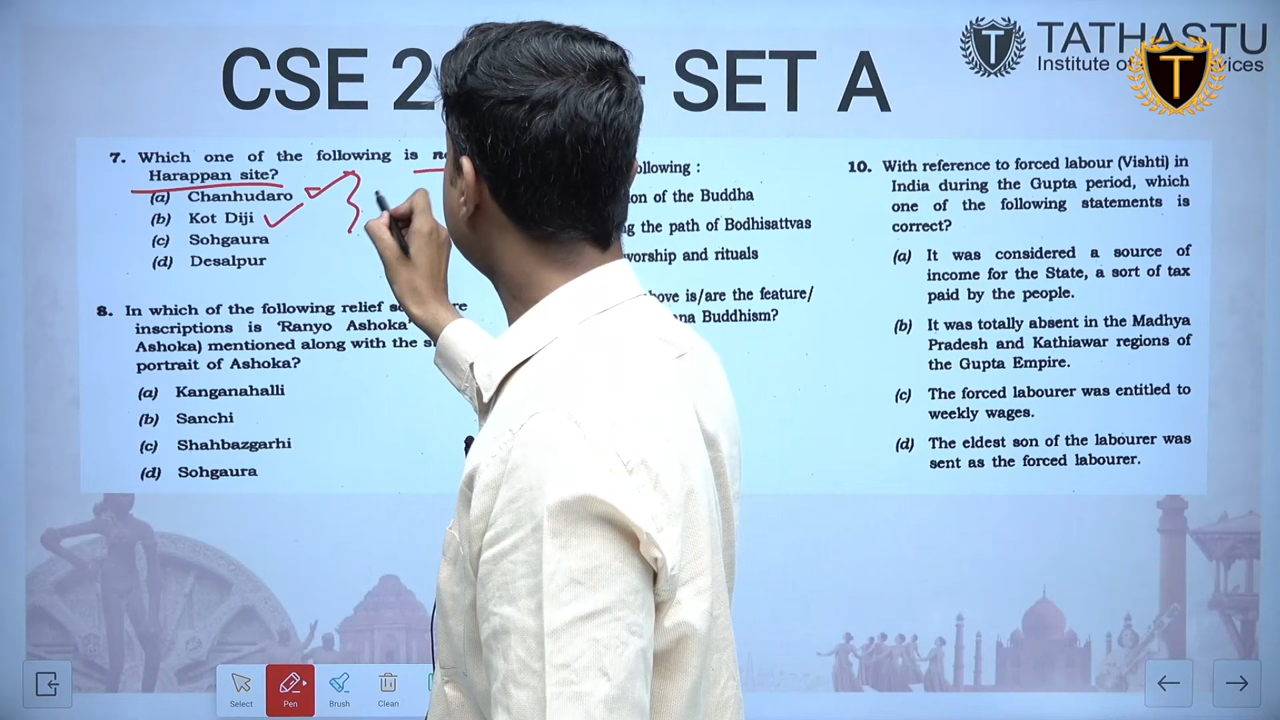 CSE 2
SET A
TATHASTU
Institute of
ices
T
T
7. Which one of the following is
Harappan site?
(a) Chanhudaro
(b) Kot Diji
(c) Sohgaura
(d) Desalpur
8. In which of the following relief
inscriptions is 'Ranyo Ashoka'
Ashoka) mentioned along with the
portrait of Ashoka?
(a) Kanganahalli
(b) Sanchi
(c) Shahbazgarhi
(d) Sohgaura
ollowing :
on of the Buddha
the path of Bodhisattvas
worship and rituals
is/are the feature/
Buddhism?
10. With reference to forced labour (Vishti) in
India during the Gupta period, which
one of the following statements is
correct?
(a) It was considered a source of
income for the State, a sort of tax
paid by the people.
(b) It was totally absent in the Madhya
Pradesh and Kathiawar regions of
the Gupta Empire.
(c) The forced labourer was entitled to
weekly wages.
(d) The eldest son of the labourer was
sent as the forced labourer.
Select
Pen
Brush
Clean